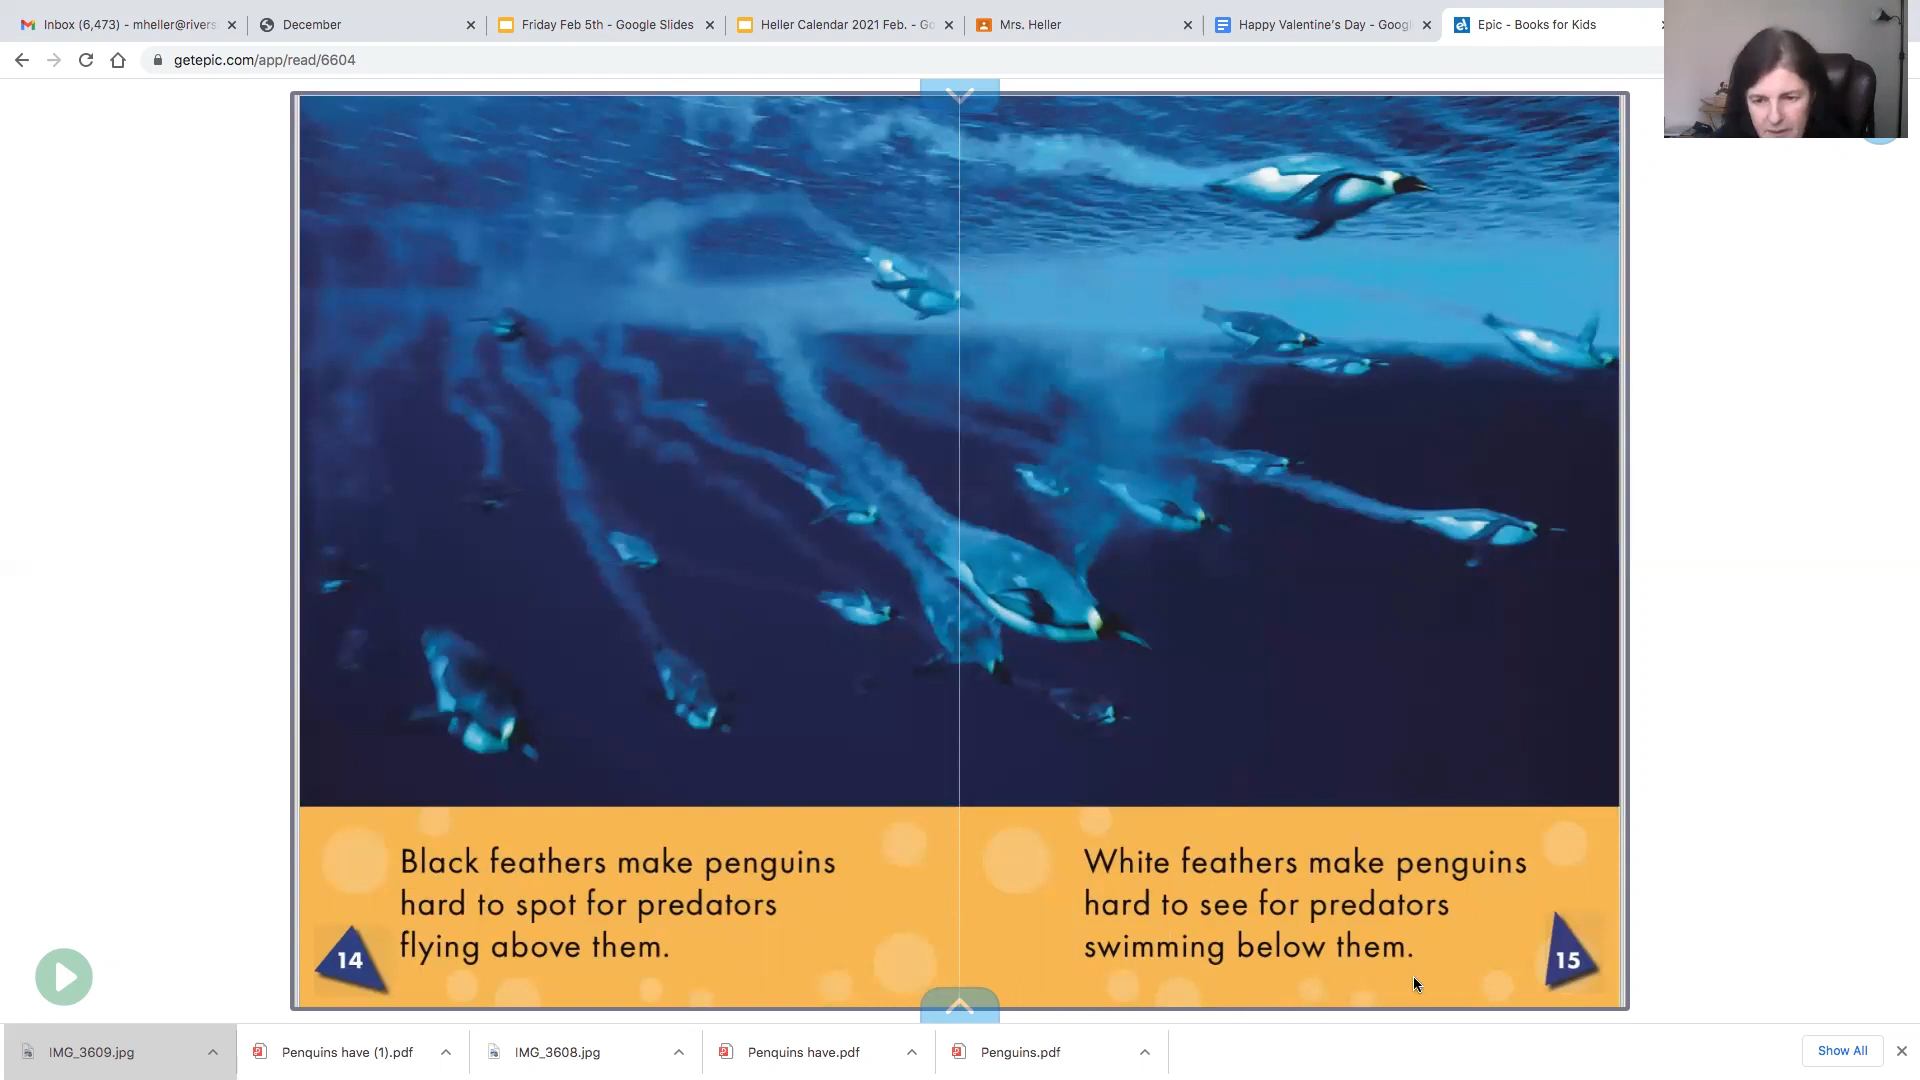 Inbox (6,473) - mheller@rivers
December
Friday Feb 5th - Google Slides
Heller Calendar 2021 Feb. - Go
Mrs. Heller
Happy Valentine's Day - Googl
Epic - Books for Kids
getepic.com/app/read/6604
Black feathers make penguins
hard to spot for predators
flying above them.
14
White feathers make penguins
hard to see for predators
swimming below them.
15
IMG_3609.jpg
Penquins have (1).pdf
IMG_3608.jpg
Penquins have.pdf
Penguins.pdf
Show All